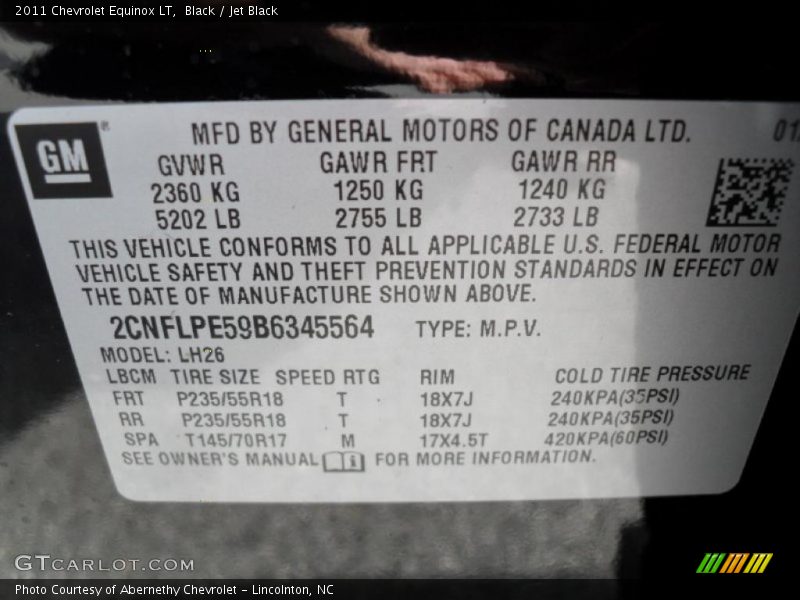 2011 Chevrolet Equinox LT,  Black / Jet Black
GM®
MFD BY GENERAL MOTORS OF CANADA LTD.
GVWR GAWR FRT GAWR RR
2360 KG 1250 KG 1240 KG
5202 LB 2755 LB 2733 LB
THIS VEHICLE CONFORMS TO ALL APPLICABLE U.S. FEDERAL MOTOR
VEHICLE SAFETY AND THEFT PREVENTION STANDARDS IN EFFECT ON
THE DATE OF MANUFACTURE SHOWN ABOVE.
2CNFLPE59B6345564 TYPE: M.P.V.
MODEL: LH26
LBCM TIRE SIZE SPEED RTG RIM COLD TIRE PRESSURE
FRT P235/55R18 T 18X7J 240KPA(35PSI)
RR P235/55R18 T 18X7J 240KPA(35PSI)
SPA T145/70R17 M 17X4.5T 420KPA(60PSI)
SEE OWNER'S MANUAL i FOR MORE INFORMATION.
GTCARLOT.COM
Photo Courtesy of Abernethy Chevrolet – Lincolnton, NC